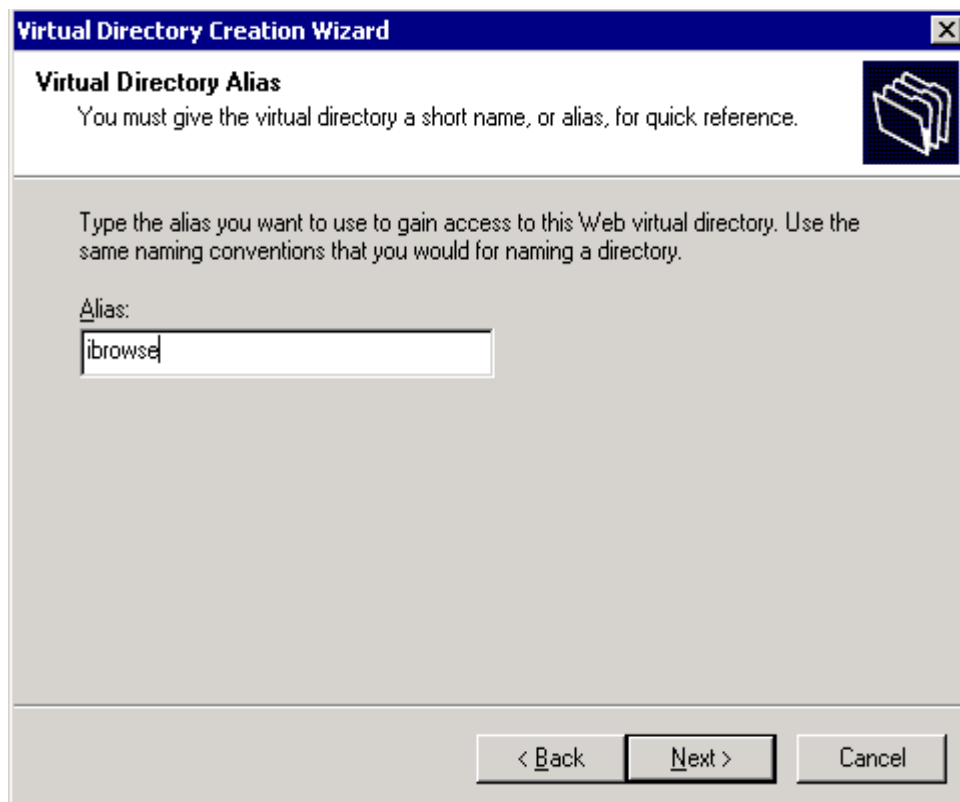 Virtual Directory Creation Wizard
Virtual Directory Alias
You must give the virtual directory a short name, or alias, for quick reference.
Type the alias you want to use to gain access to this Web virtual directory. Use the
same naming conventions that you would for naming a directory.
Alias:
ibrowse
< Back Next > Cancel